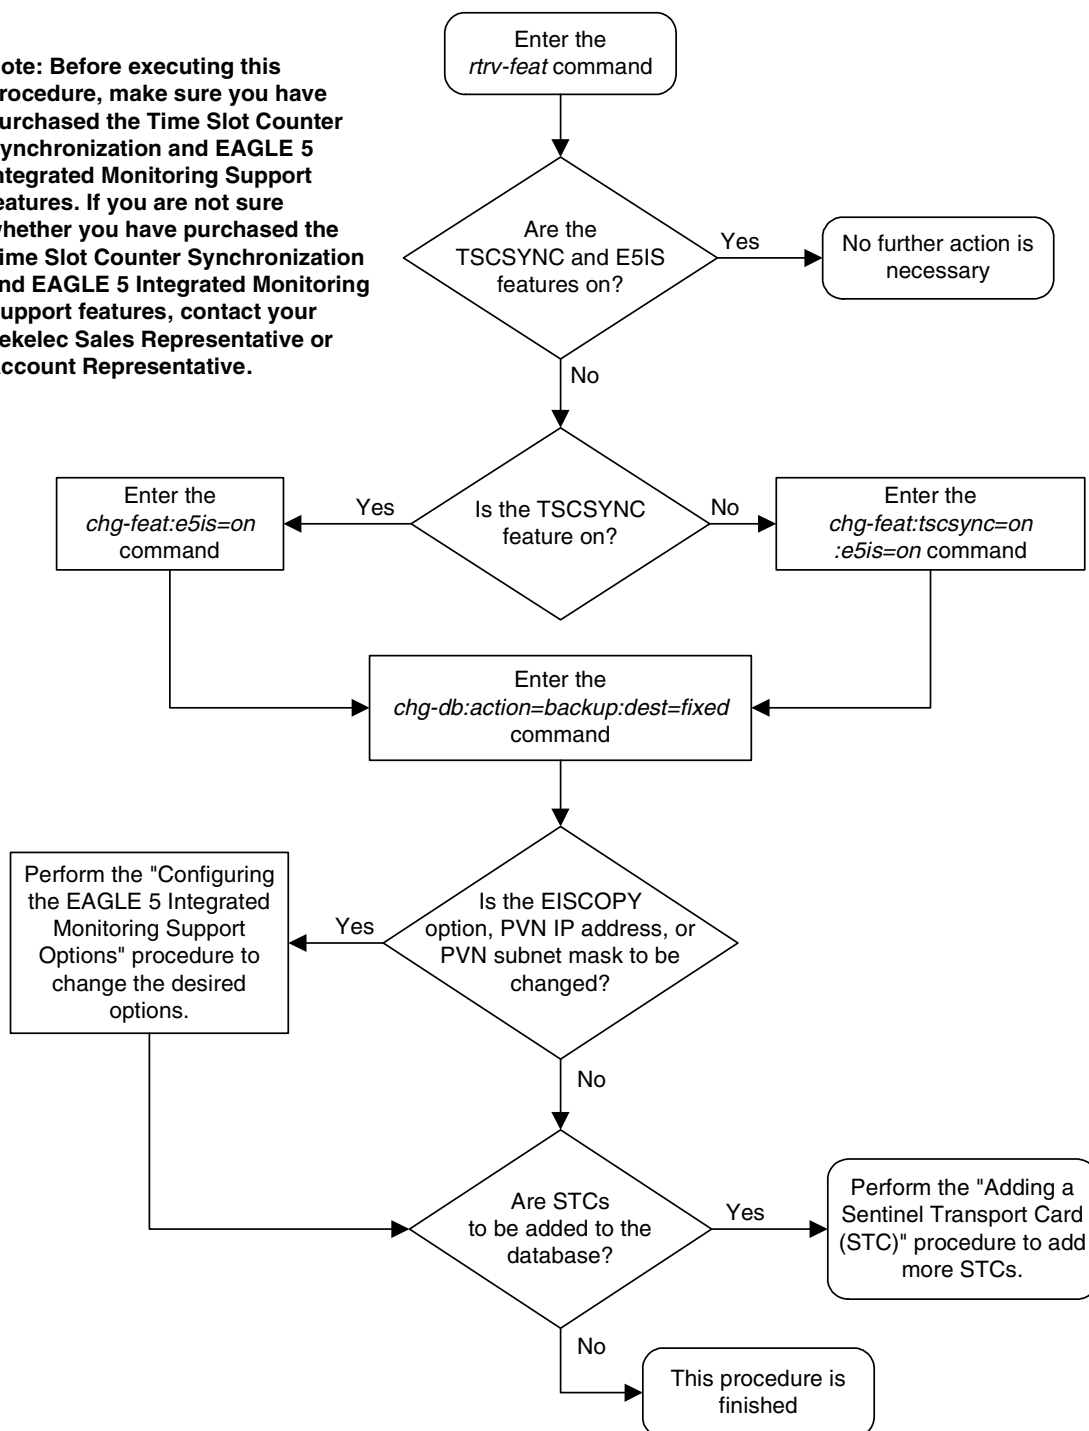 Enter the
rtrv-feat command
ote: Before executing this
rocedure, make sure you have
urchased the Time Slot Counter
ynchronization and EAGLE 5
ntegrated Monitoring Support
eatures. If you are not sure
hether you have purchased the
ime Slot Counter Synchronization
nd EAGLE 5 Integrated Monitoring
upport features, contact your
ekelec Sales Representative or
ccount Representative.
Are the
TSCSYNC and E5IS
features on?
Yes
No further action is
necessary
No
Enter the
chg-feat:e5is=on
command
Yes
Is the TSCSYNC
feature on?
No
Enter the
chg-feat:tscsync=on
:e5is=on command
Enter the
chg-db:action=backup:dest=fixed
command
Perform the "Configuring
the EAGLE 5 Integrated
Monitoring Support
Options" procedure to
change the desired
options.
Yes
Is the EISCOPY
option, PVN IP address, or
PVN subnet mask to be
changed?
No
Are STCs
to be added to the
database?
Yes
Perform the "Adding a
Sentinel Transport Card
(STC)" procedure to add
more STCs.
No
This procedure is
finished